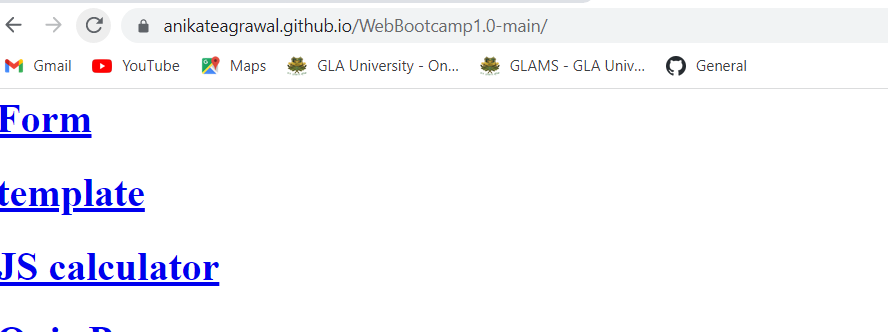 anikateagrawal.github.io/WebBootcamp1.0-main/
Gmail YouTube Maps GLA University - On... GLAMS - GLA Univ... General
Form
template
JS calculator